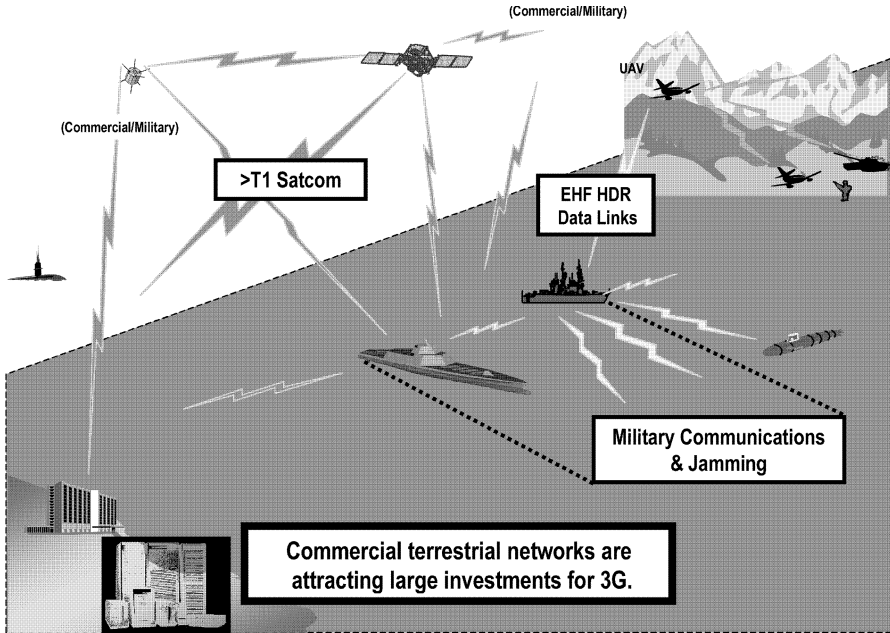 (Commercial/Military)
UAV
(Commercial/Military)
>T1 Satcom
EHF HDR
Data Links
Military Communications
& Jamming
Commercial terrestrial networks are
attracting large investments for 3G.